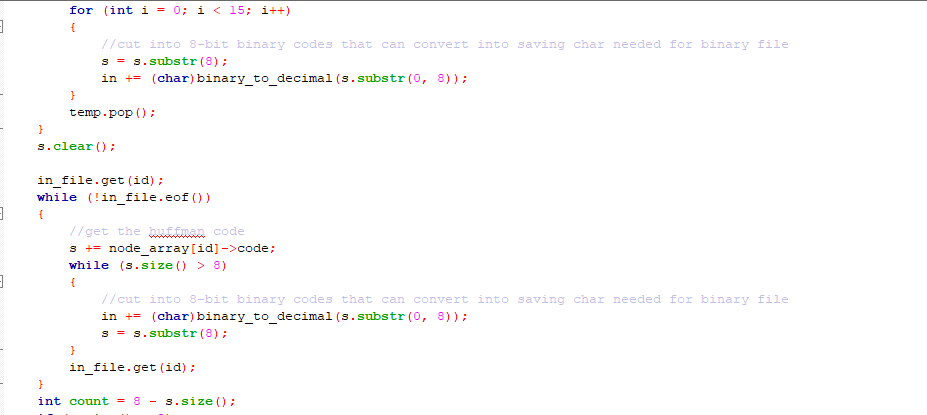 for (int i = 0; i < 15; i++)
{
//cut into 8-bit binary codes that can convert into saving char needed for binary file
s = s.substr(8);
in += (char)binary_to_decimal(s.substr(0, 8));
}
temp.pop();
}
s.clear();
in_file.get(id);
while (!in_file.eof())
{
//get the huffman code
s += node_array[id]->code;
while (s.size() > 8)
{
//cut into 8-bit binary codes that can convert into saving char needed for binary file
in += (char)binary_to_decimal(s.substr(0, 8));
s = s.substr(8);
}
in_file.get(id);
}
int count = 8 - s.size();